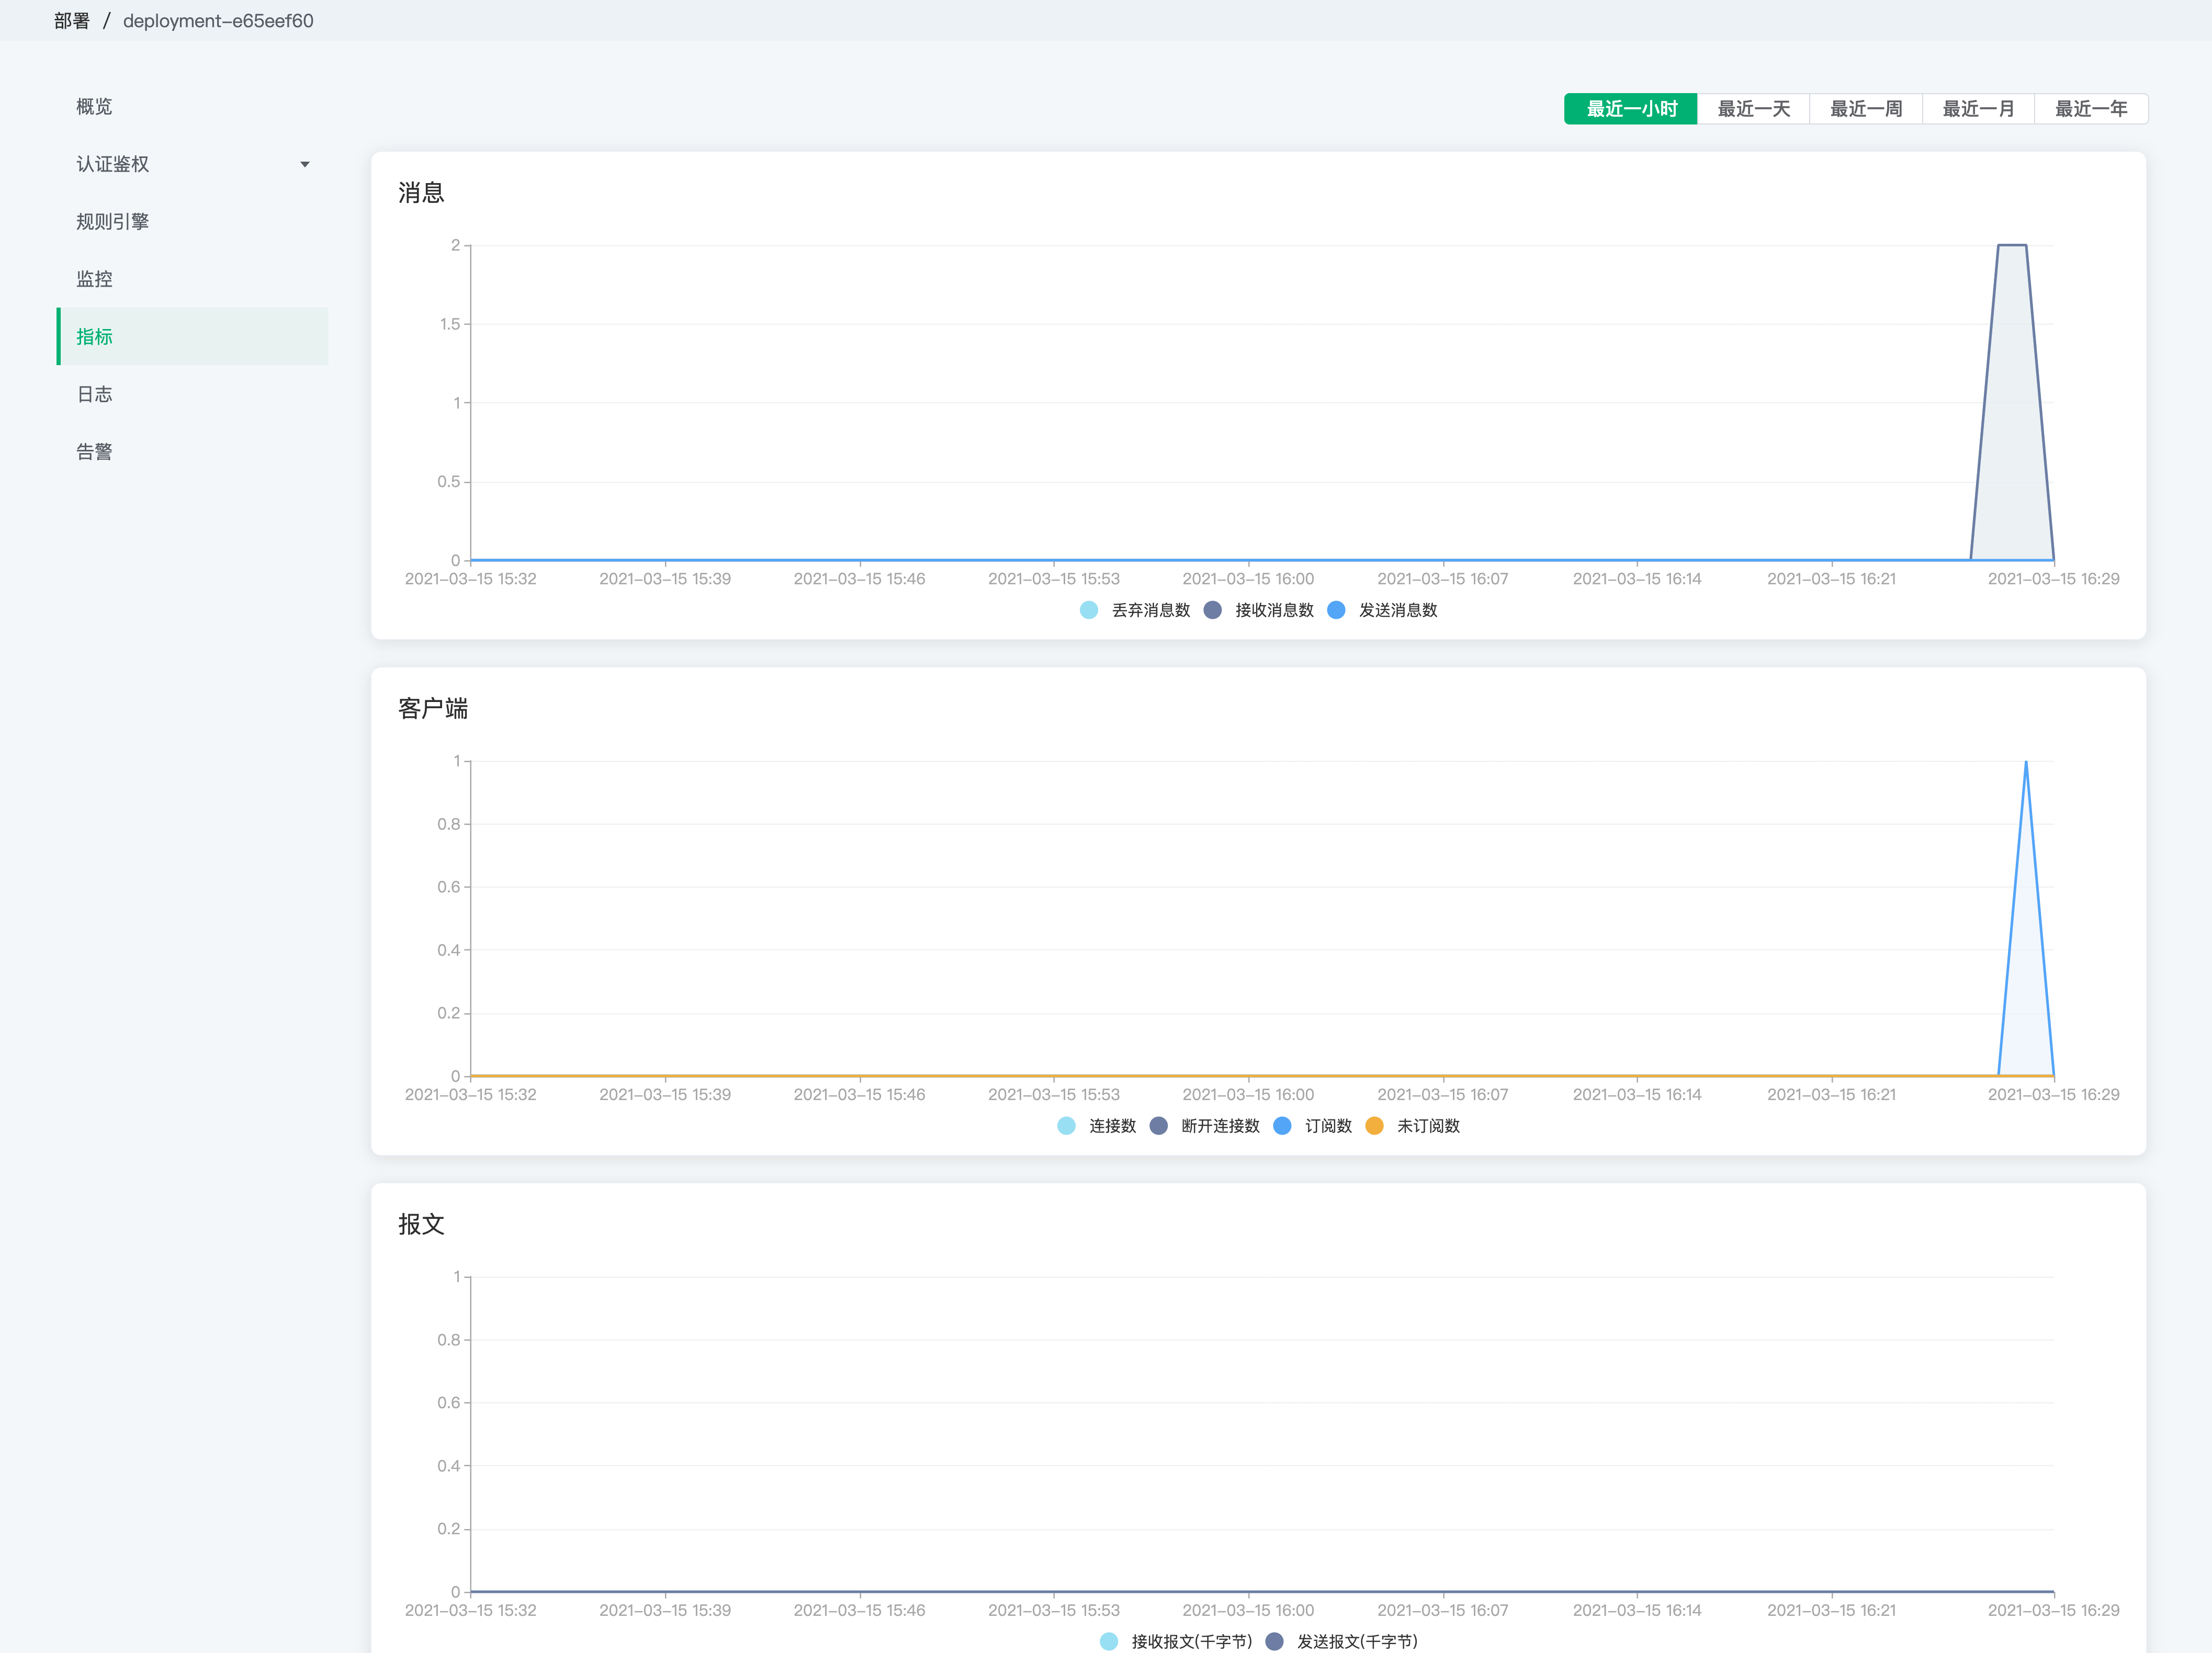 部署 / deployment-e65eef60
概览
认证鉴权
规则引擎
监控
指标
日志
告警
最近一小时 最近一天 最近一周 最近一月 最近一年
消息
2
1.5
1
0.5
0
2021-03-15 15:32 2021-03-15 15:39 2021-03-15 15:46 2021-03-15 15:53 2021-03-15 16:00 2021-03-15 16:07 2021-03-15 16:14 2021-03-15 16:21 2021-03-15 16:29
丢弃消息数 接收消息数 发送消息数
客户端
1
0.8
0.6
0.4
0.2
0
2021-03-15 15:32 2021-03-15 15:39 2021-03-15 15:46 2021-03-15 15:53 2021-03-15 16:00 2021-03-15 16:07 2021-03-15 16:14 2021-03-15 16:21 2021-03-15 16:29
连接数 断开连接数 订阅数 未订阅数
报文
1
0.8
0.6
0.4
0.2
0
2021-03-15 15:32 2021-03-15 15:39 2021-03-15 15:46 2021-03-15 15:53 2021-03-15 16:00 2021-03-15 16:07 2021-03-15 16:14 2021-03-15 16:21 2021-03-15 16:29
接收报文(千字节) 发送报文(千字节)